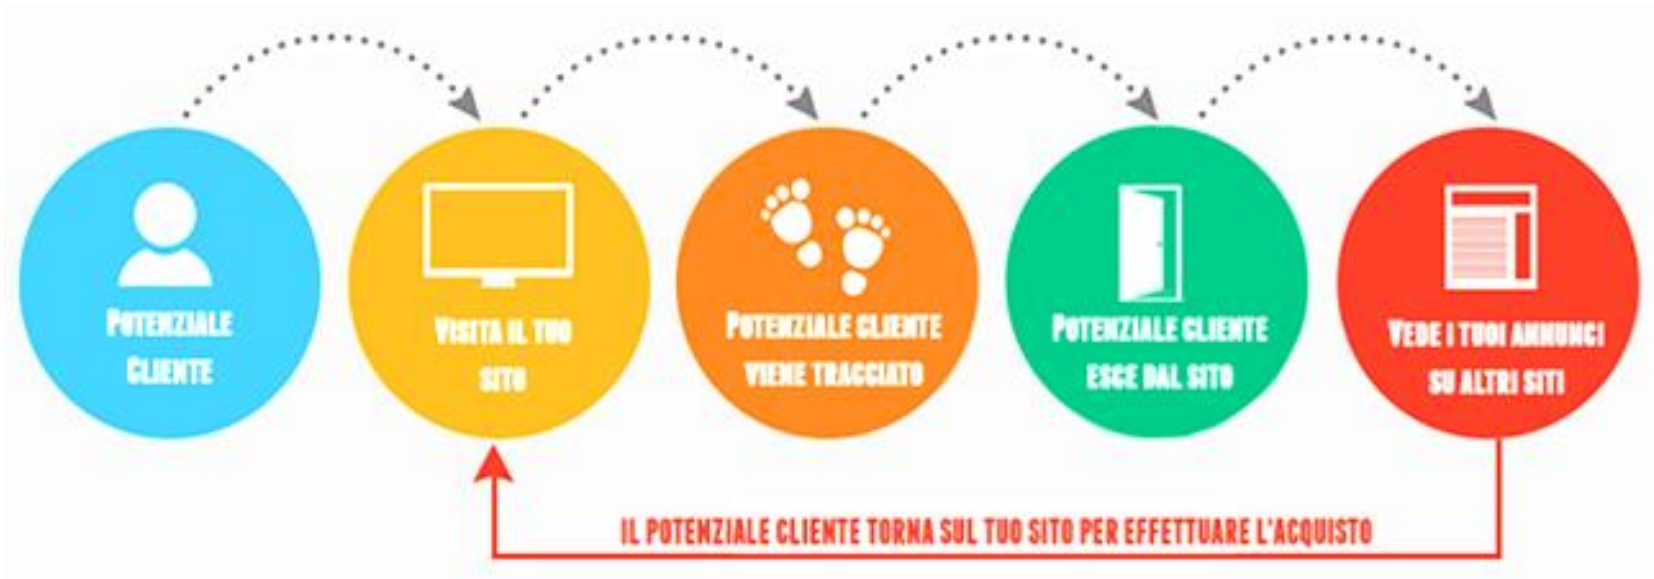 POTENZIALE
CLIENTE
VISITA IL TUO
SITO
POTENZIALE CLIENTE
VIENE TRACCIATO
POTENZIALE CLIENTE
ESCE DAL SITO
VEDE I TUOI ANNUNCI
SU ALTRI SITI
IL POTENZIALE CLIENTE TORNA SUL TUO SITO PER EFFETTUARE L'ACQUISTO